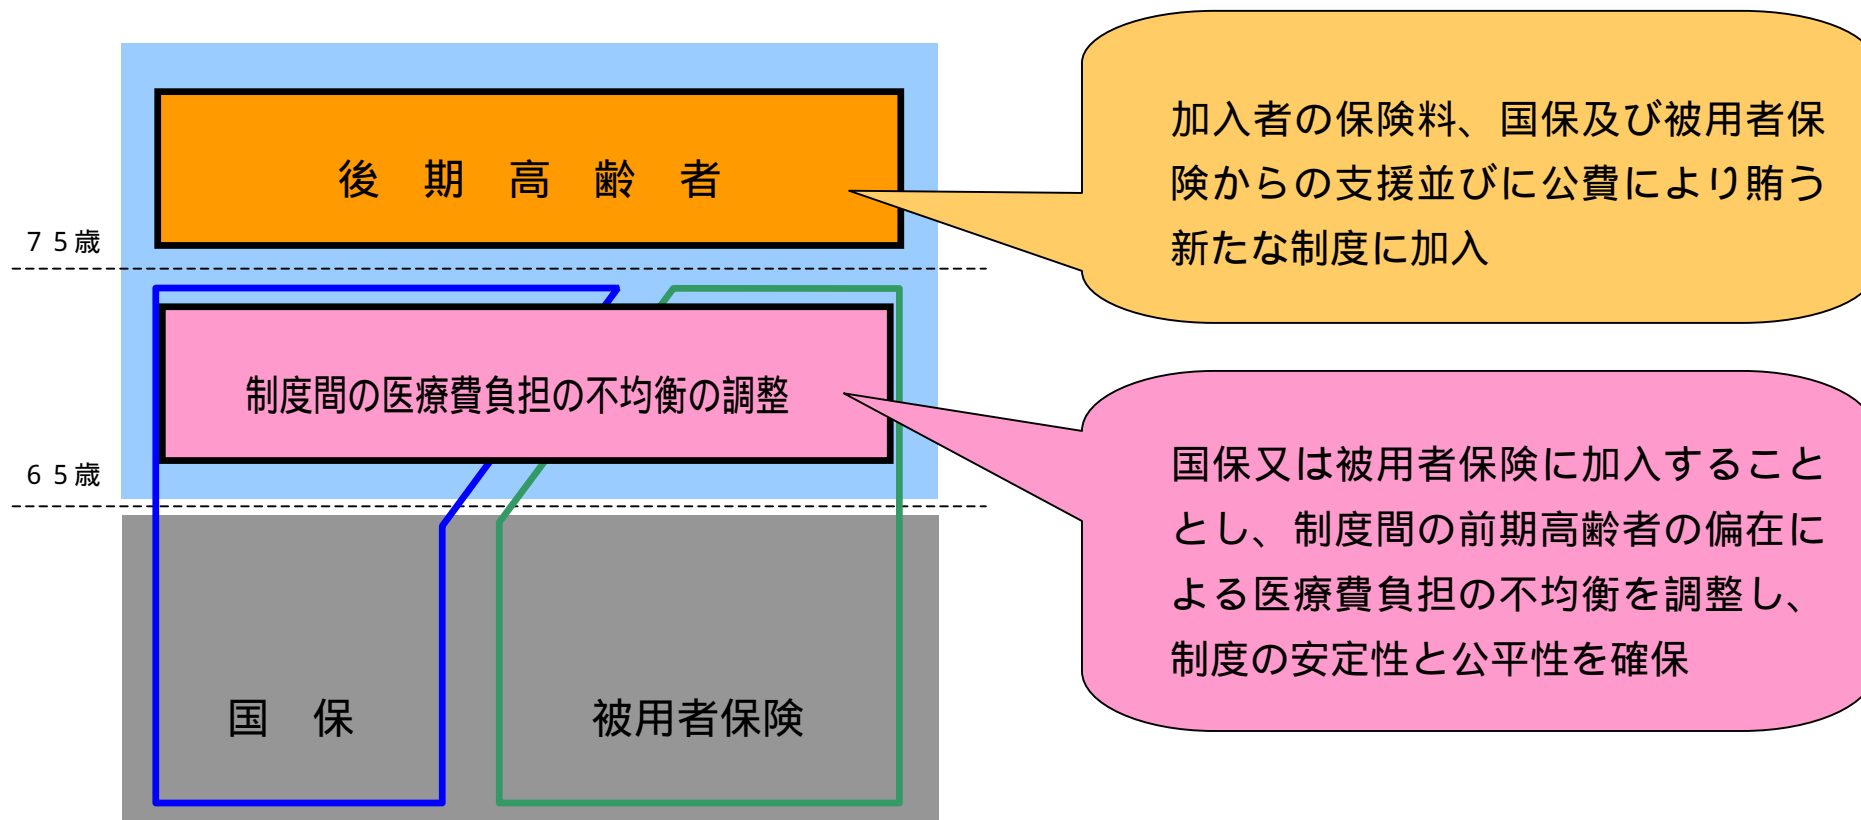 後 期 高 齢 者
75歳
制度間の医療費負担の不均衡の調整
65歳
国 保
被用者保険
加入者の保険料、国保及び被用者保
険からの支援並びに公費により賄う
新たな制度に加入
国保又は被用者保険に加入すること
とし、制度間の前期高齢者の偏在に
よる医療費負担の不均衡を調整し、
制度の安定性と公平性を確保